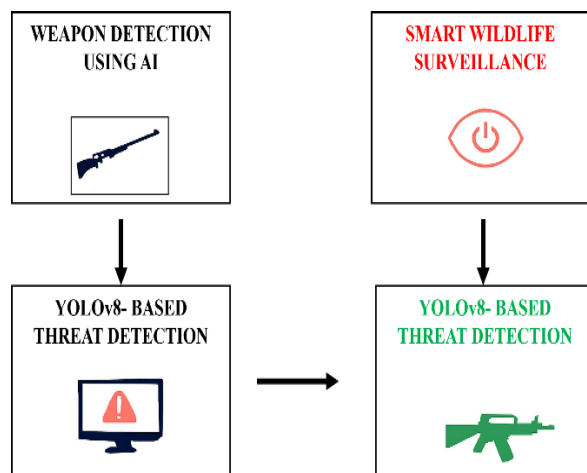 WEAPON DETECTION
USING AI
SMART WILDLIFE
SURVEILLANCE
YOLOv8- BASED
THREAT DETECTION
!
YOLOv8- BASED
THREAT DETECTION